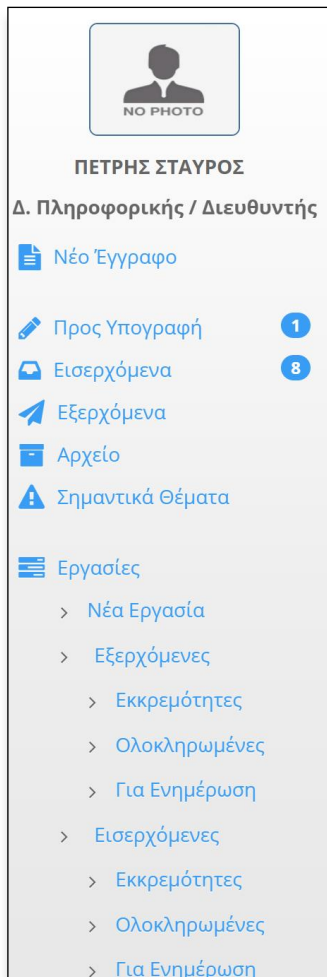 NO PHOTO
ΠΕΤΡΗΣ ΣΤΑΥΡΟΣ
Δ. Πληροφορικής / Διευθυντής
Νέο Έγγραφο
Προς Υπογραφή 1
Εισερχόμενα 8
Εξερχόμενα
Αρχείο
Σημαντικά Θέματα
Εργασίες
Νέα Εργασία
Εξερχόμενες
Εκκρεμότητες
Ολοκληρωμένες
Για Ενημέρωση
Εισερχόμενες
Εκκρεμότητες
Ολοκληρωμένες
Για Ενημέρωση